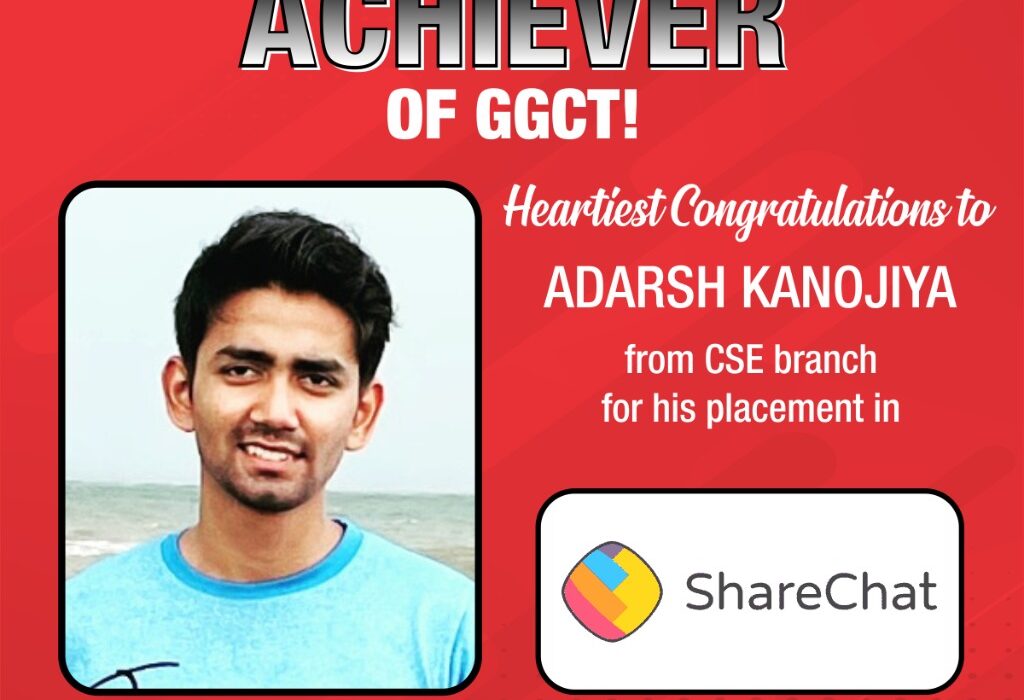 ACHIEVER
OF GGCT!
Heartiest Congratulations to
ADARSH KANOJIYA
from CSE branch
for his placement in
ShareChat